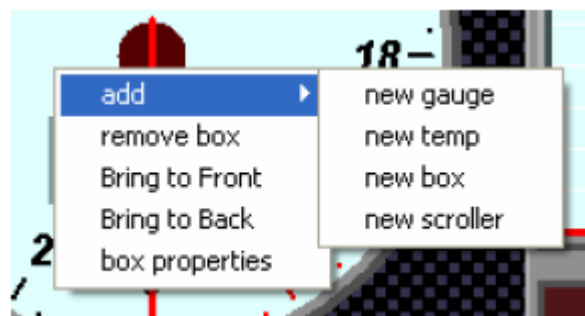 18
add
remove box
Bring to Front
Bring to Back
box properties
new gauge
new temp
new box
new scroller
2